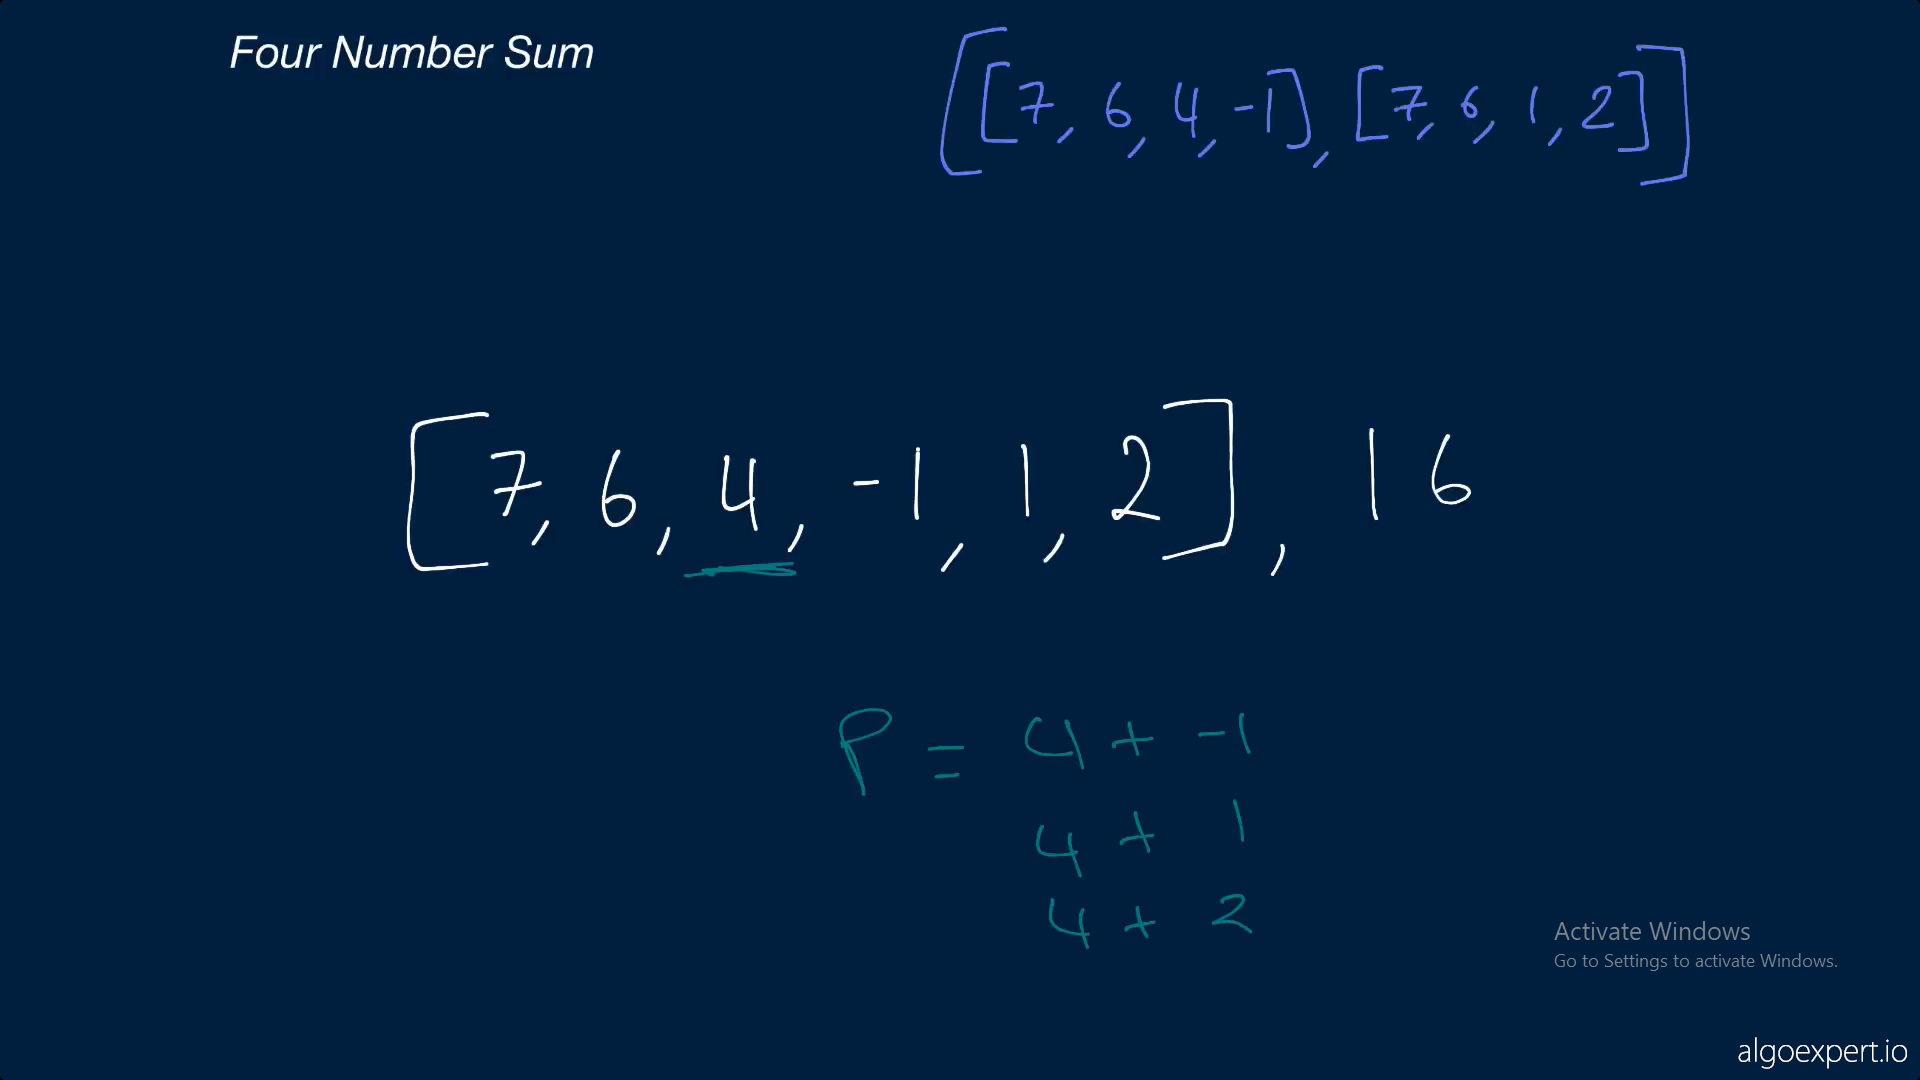 Four Number Sum
[[7, 6, 4, -1], [7, 6, 1, 2]]
[7, 6, 4, -1, 1, 2], 16
P = 4 + -1
4 + 1
4 + 2
Activate Windows
Go to Settings to activate Windows.
algoexpert.io